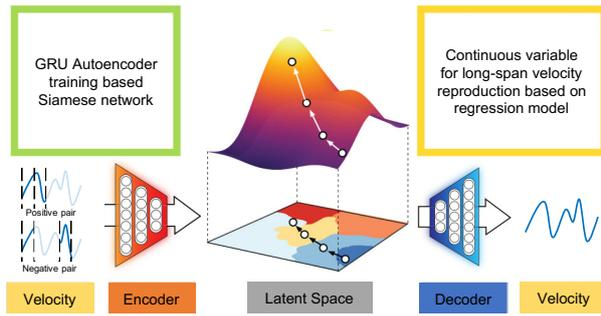 GRU Autoencoder
training based
Siamese network
Continuous variable
for long-span velocity
reproduction based on
regression model
Positive pair
Negative pair
Velocity
Encoder
Latent Space
Decoder
Velocity